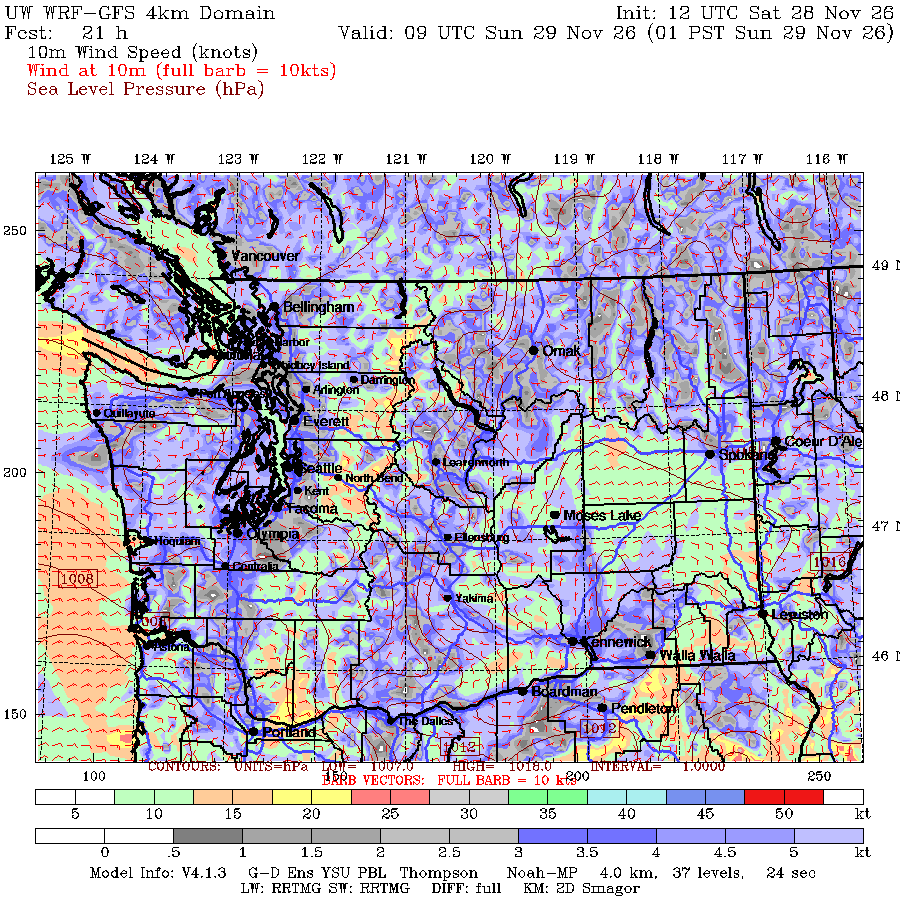 UW WRF-GFS 4km Domain Init: 12 UTC Sat 28 Nov 26
Fcst: 21 h Valid: 09 UTC Sun 29 Nov 26 (01 PST Sun 29 Nov 26)
10m Wind Speed (knots)
Wind at 10m (full barb = 10kts)
Sea Level Pressure (hPa)
125 W 124 W 123 W 122 W 121 W 120 W 119 W 118 W 117 W 116 W
250
Vancouver
49 N
Bellingham
Omak
Darrington
Arlington
48 N
Quillayute
Everett
Coeur D'Ale
Spokane
Leavenworth
Seattle
200
North Bend
Kent
Tacoma
Moses Lake
47 N
Olympia
Hoquiam
Ellensburg
Centralia
1016
1008
Yakima
Lewiston
Kennewick
Astoria
Walla Walla
46 N
Boardman
Pendleton
150
The Dalles
Portland
1012
1012
CONTOURS: UNITS=hPa LOW= 1007.0 HIGH= 1018.0 INTERVAL= 1.0000
100 150 200 250
BARB VECTORS: FULL BARB = 10 kts
5 10 15 20 25 30 35 40 45 50 kt
0 .5 1 1.5 2 2.5 3 3.5 4 4.5 5 kt
Model Info: V4.1.3 G-D Ens YSU PBL Thompson Noah-MP 4.0 km, 37 levels, 24 sec
LW: RRTMG SW: RRTMG DIFF: full KM: 2D Smagor